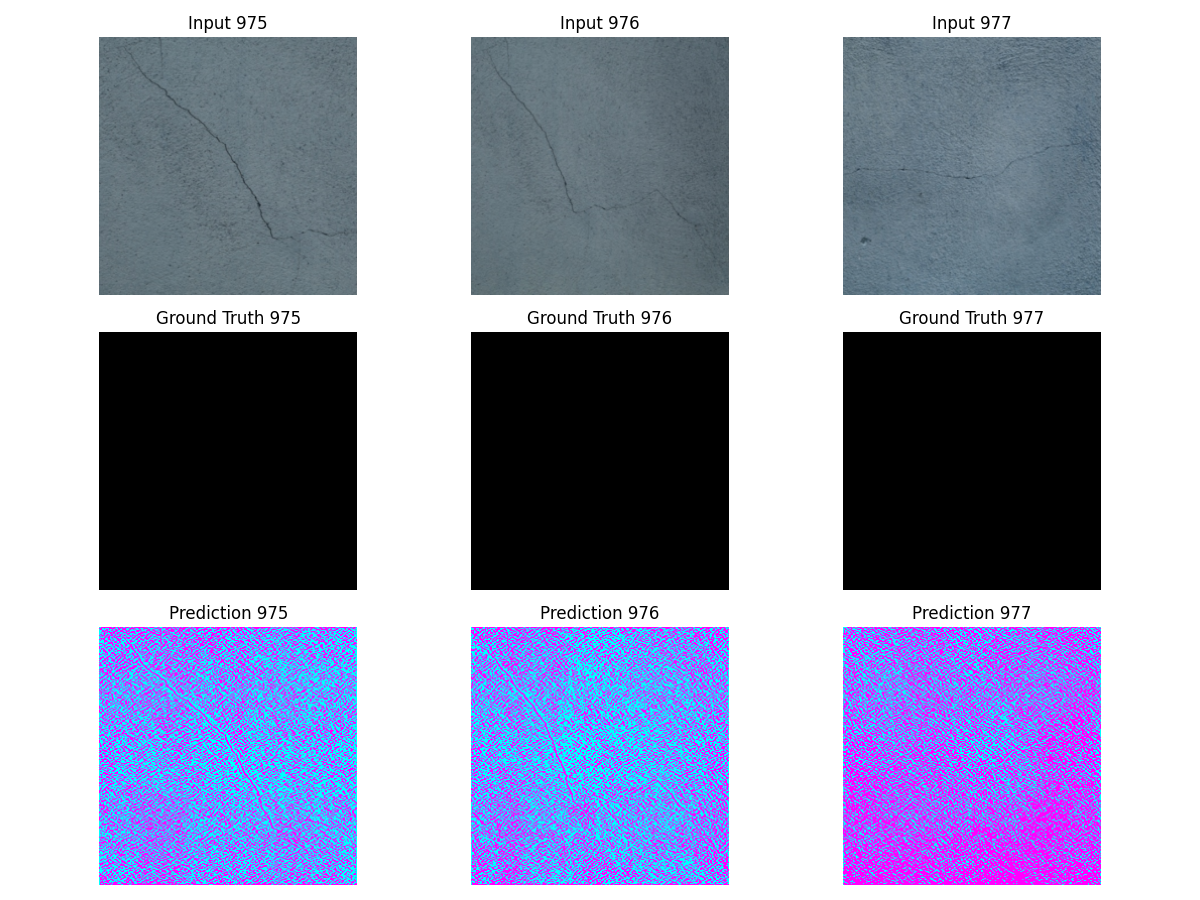 Input 975
Input 976
Input 977
Ground Truth 975
Ground Truth 976
Ground Truth 977
Prediction 975
Prediction 976
Prediction 977